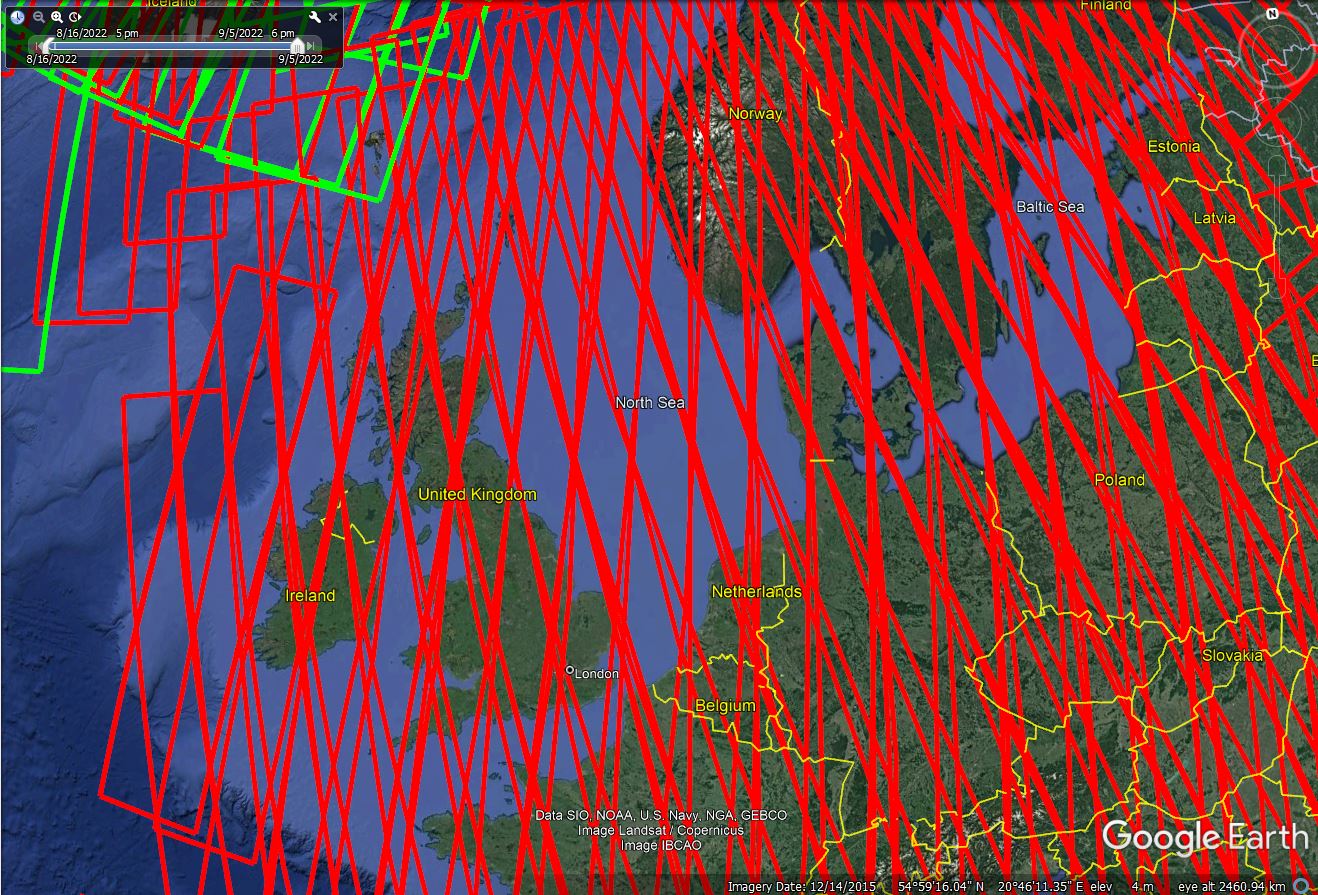 Iceland
8/16/2022 5 pm
9/5/2022 6 pm
8/16/2022
9/5/2022
Finland
N
Norway
Estonia
Baltic Sea
Latvia
North Sea
United Kingdom
Poland
Ireland
Netherlands
London
Slovakia
Belgium
Data SIO, NOAA, U.S. Navy, NGA, GEBCO
Image Landsat / Copernicus
Image IBCAO
Google Earth
Imagery Date: 12/14/2015 54°59'16.04" N 20°46'11.35" E elev 4 m eye alt 2460.94 km